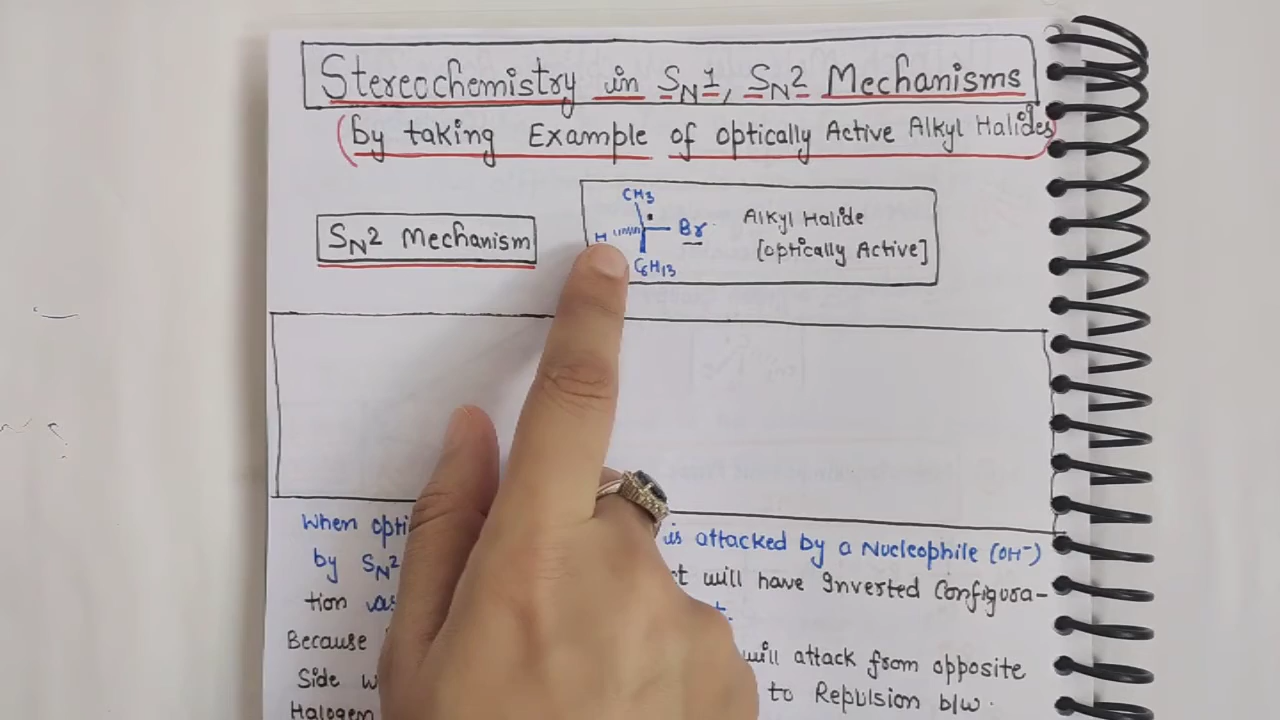 Stereochemistry in SN1, SN2 Mechanisms
(By taking Example of optically Active Alkyl Halides)
SN2 Mechanism
CH3
H
Br
C6H13
Alkyl Halide
[optically Active]
When opti
is attacked by a Nucleophile (OH-)
by SN2
will have Inverted Configura-
tion
Because
will attack from opposite
Side
to Repulsion b/w.
Halogen